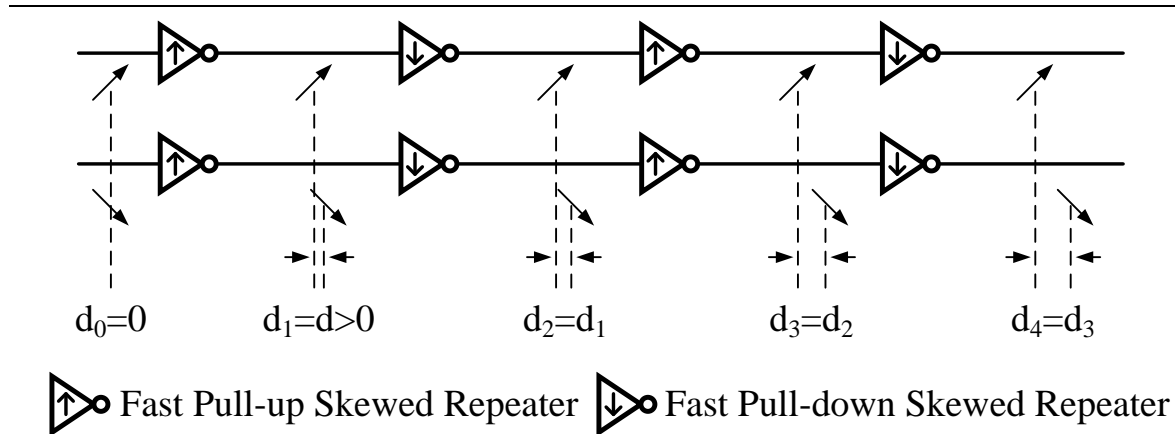 d₀=0 d₁=d>0 d₂=d₁ d₃=d₂ d₄=d₃
Fast Pull-up Skewed Repeater Fast Pull-down Skewed Repeater